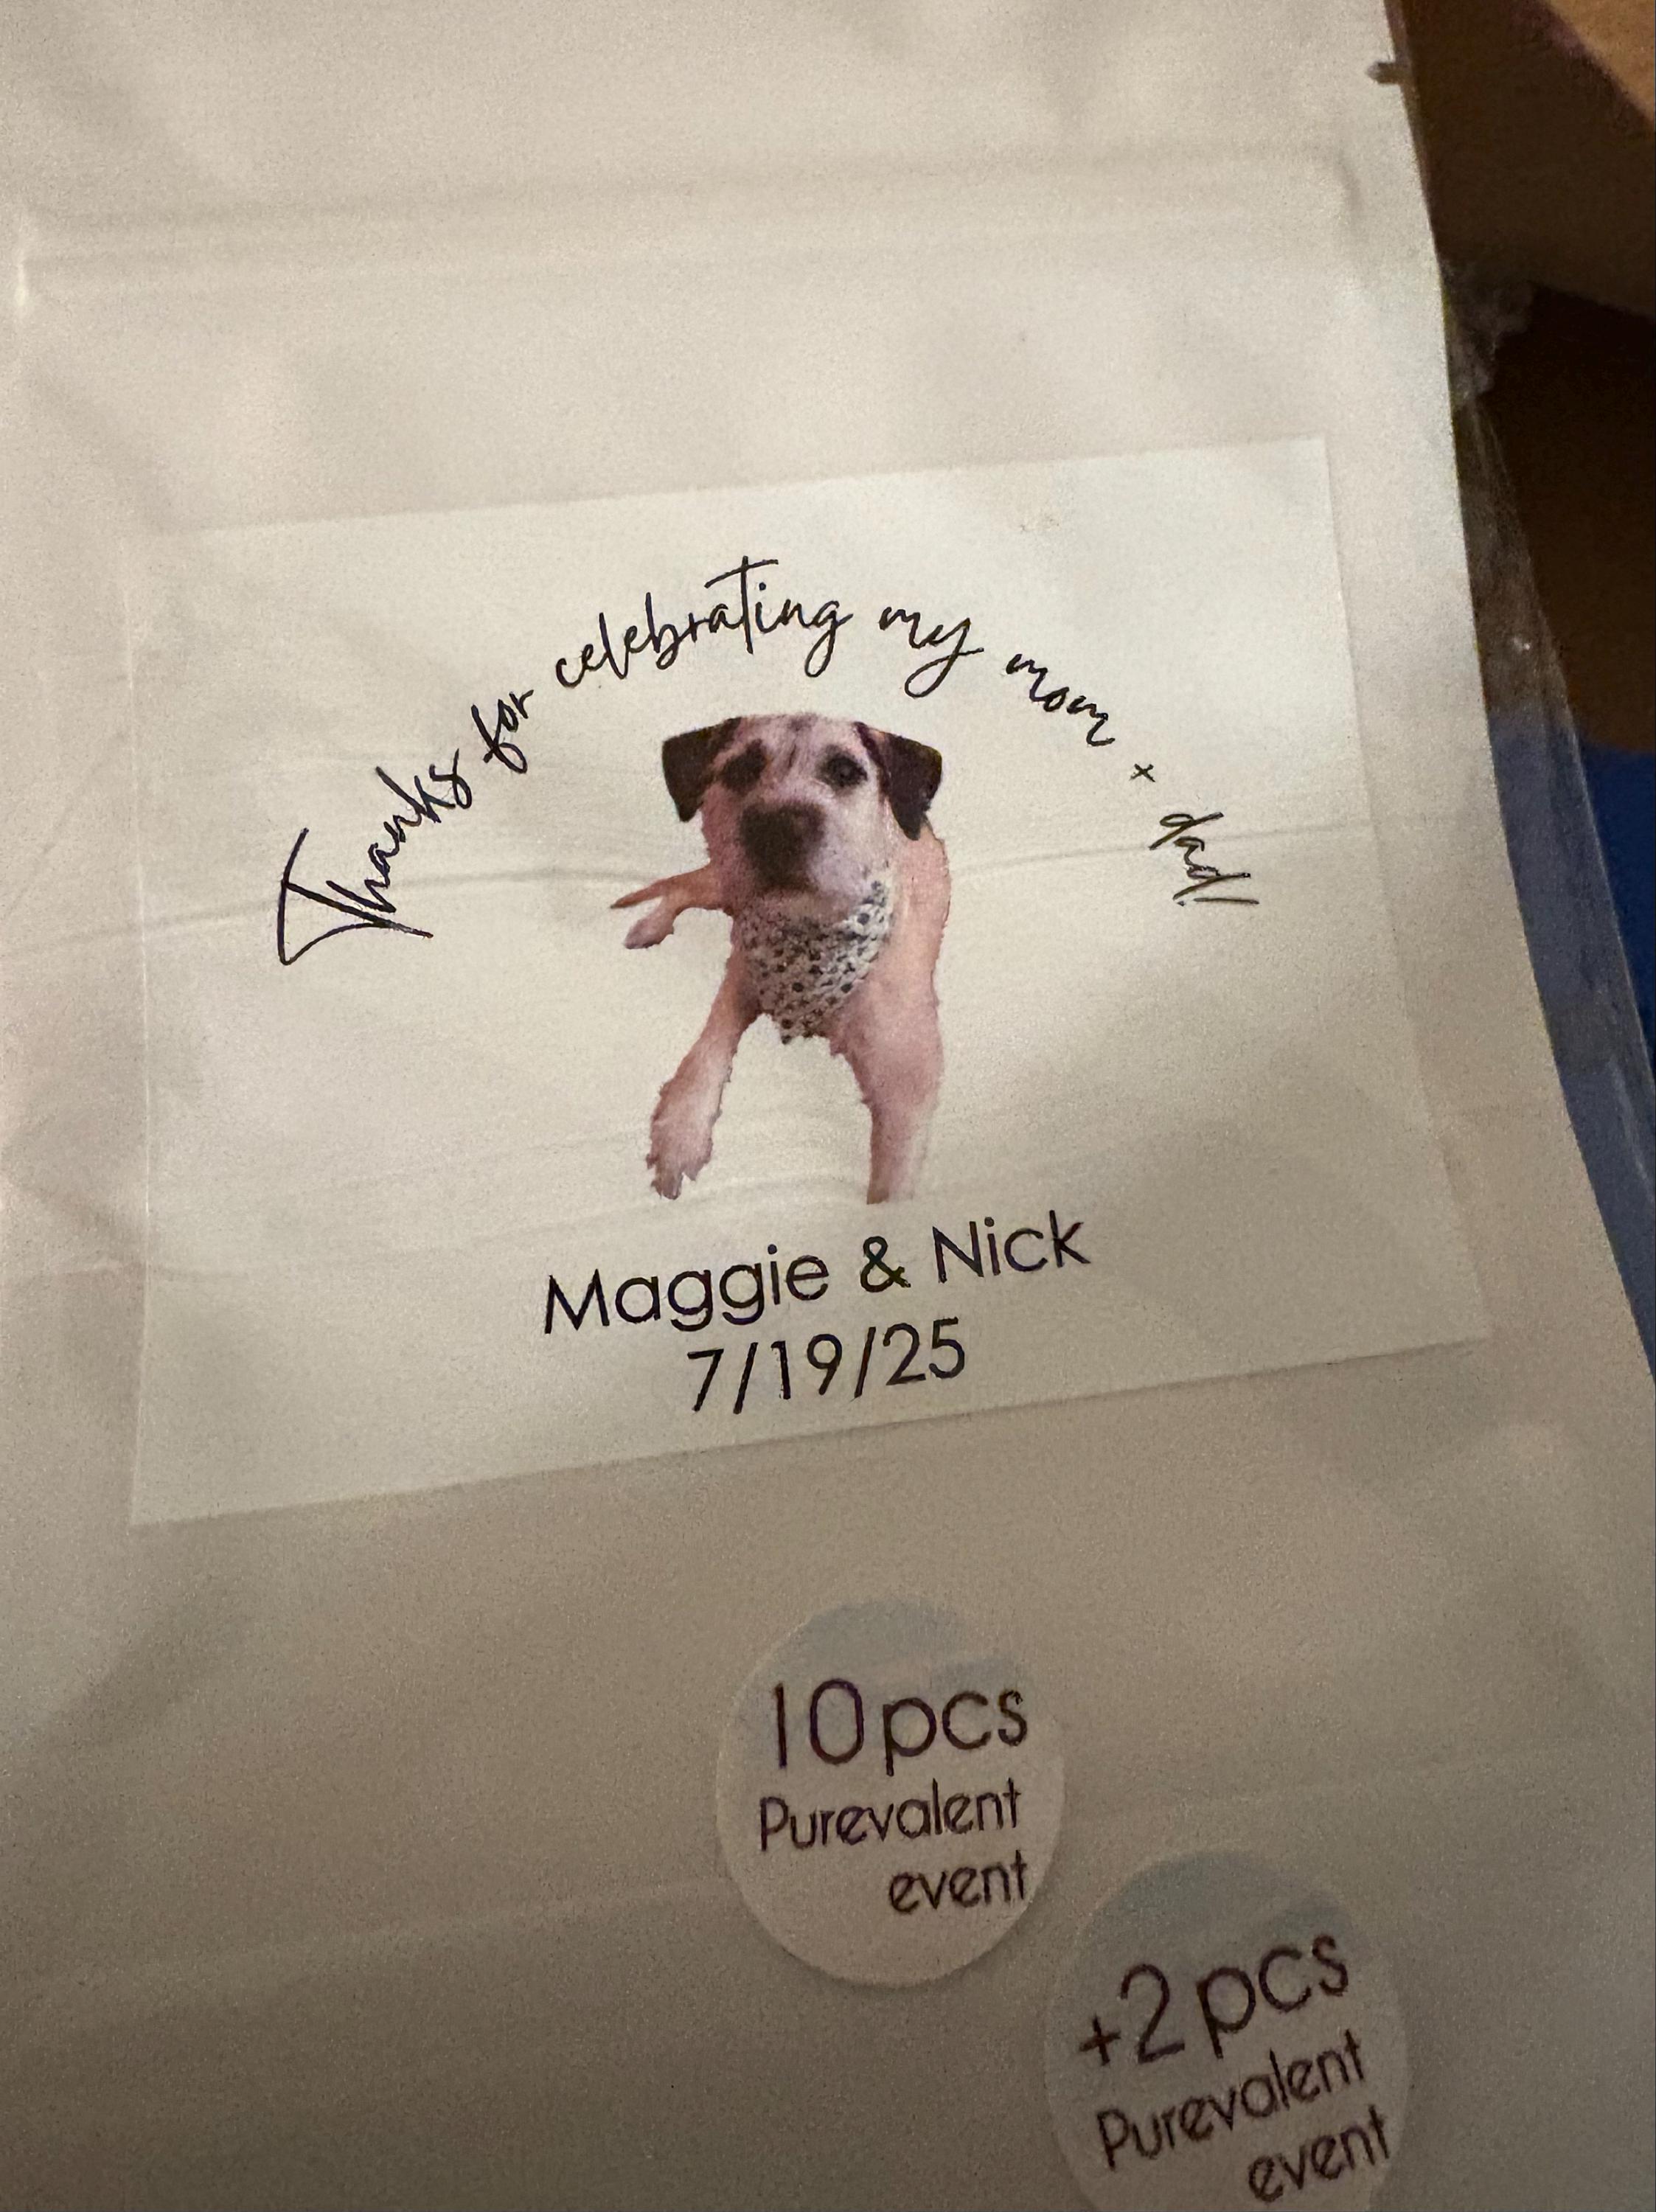 Thanks for celebrating my mom + dad!
Maggie & Nick
7/19/25
10pcs
Purevalent
event
+2pcs
Purevalent
event